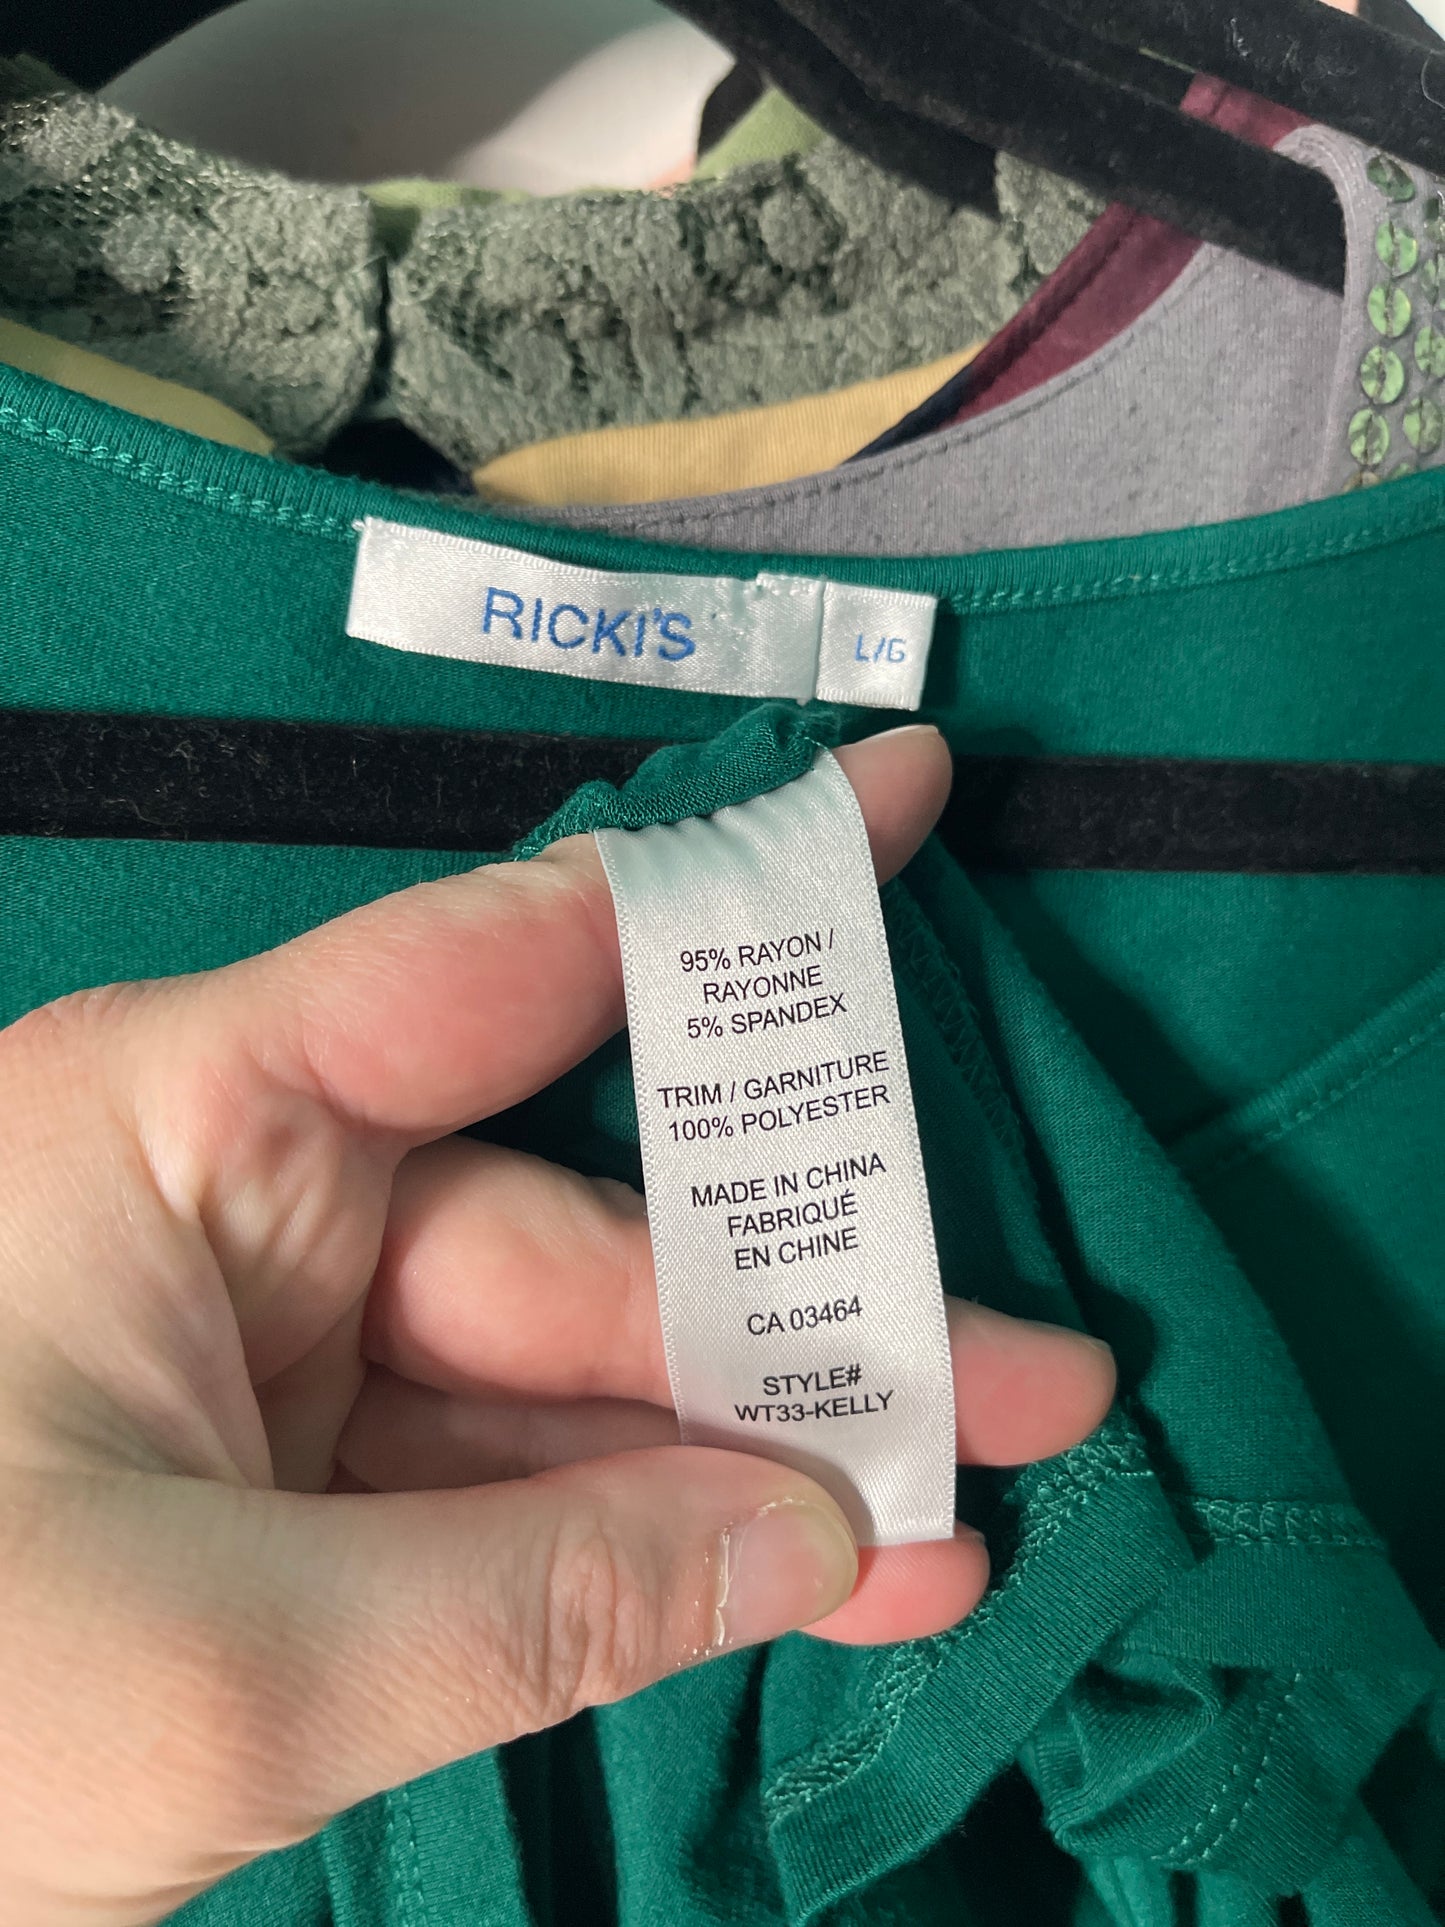 RICKI'S
L/G
95% RAYON /
RAYONNE
5% SPANDEX
TRIM / GARNITURE
100% POLYESTER
MADE IN CHINA
FABRIQUÉ
EN CHINE
CA 03464
STYLE#
WT33-KELLY